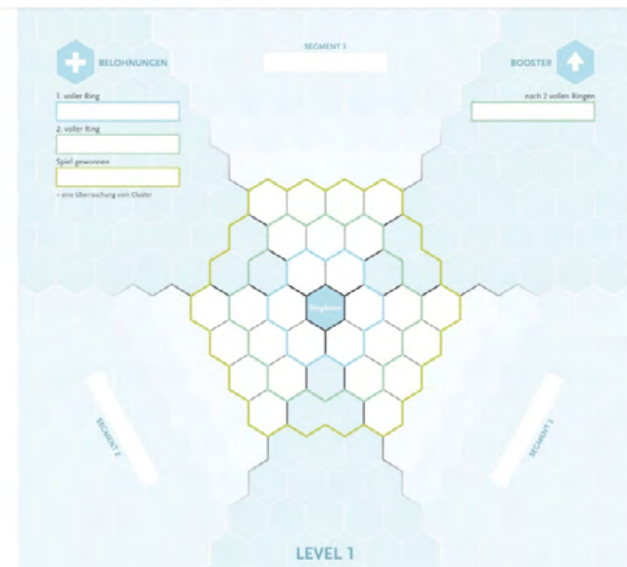 SEGMENT 1
BELOHNUNGEN
BOOSTER
1. voller Ring
nach 2 vollen Ringen
2. voller Ring
Spiel gewonnen
+ eine Überraschung vom Cluster
SEGMENT 2
SEGMENT 3
LEVEL 1